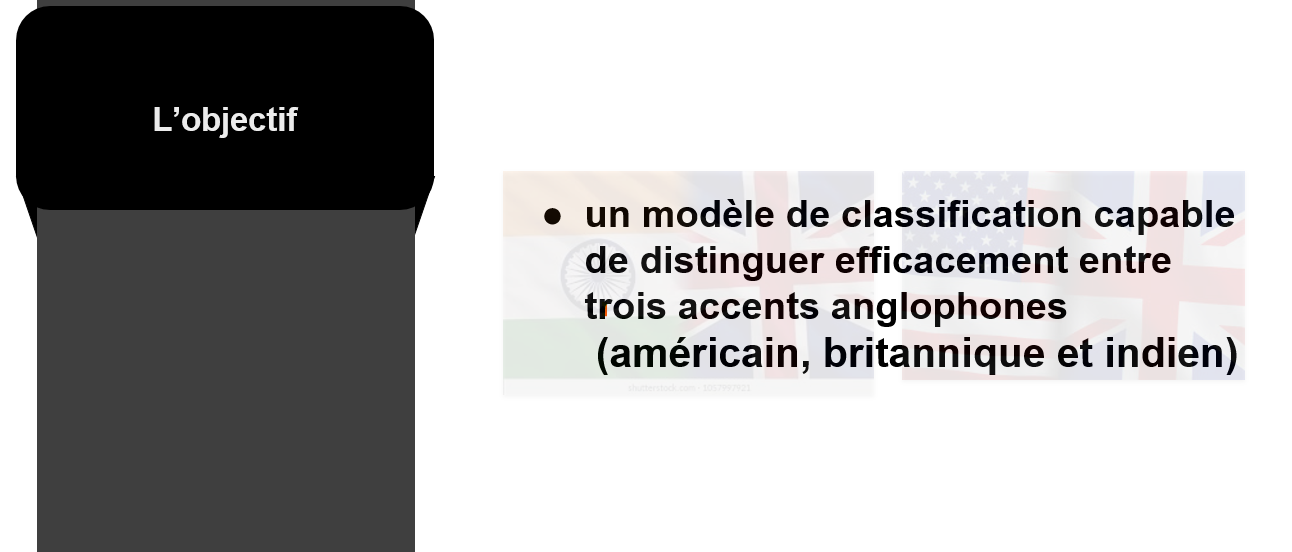 L’objectif
● un modèle de classification capable
de distinguer efficacement entre
trois accents anglophones
(américain, britannique et indien)
shutterstock.com · 1037597921